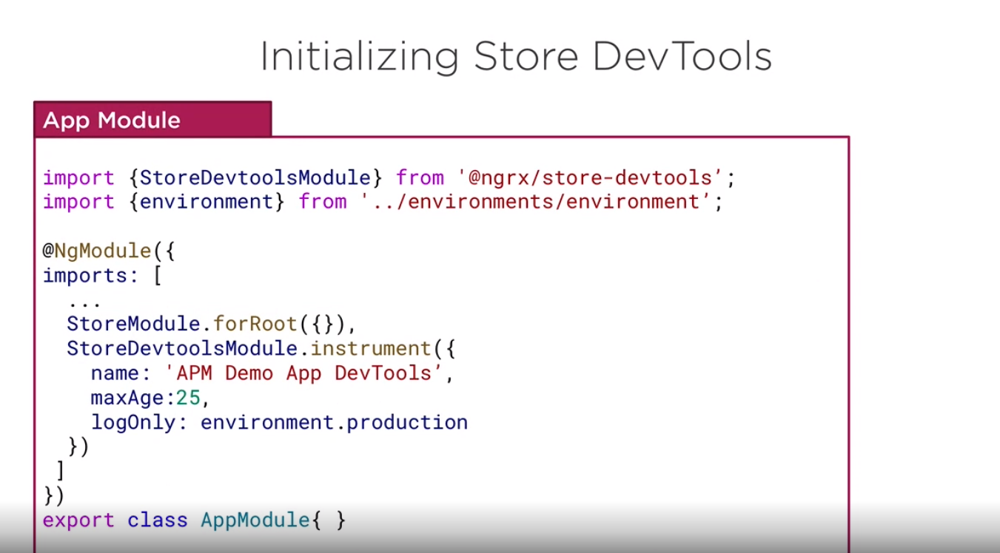 Initializing Store DevTools
App Module
import {StoreDevtoolsModule} from '@ngrx/store-devtools’;
import {environment} from '../environments/environment’;
@NgModule({
imports: [
...
StoreModule.forRoot({}),
StoreDevtoolsModule.instrument({
name: 'APM Demo App DevTools’,
maxAge:25,
logOnly: environment.production
})
]
})
export class AppModule{ }